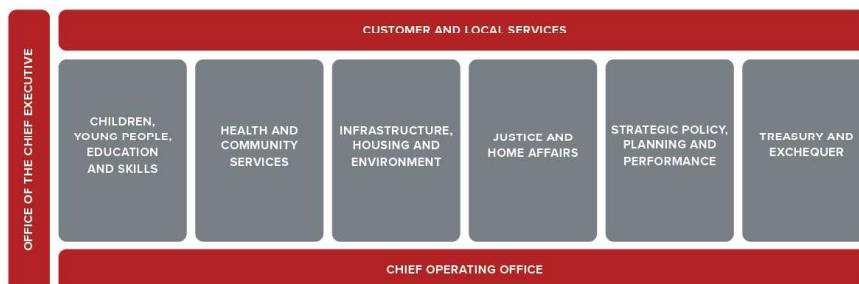 OFFICE OF THE CHIEF EXECUTIVE
CUSTOMER AND LOCAL SERVICES
CHILDREN,
YOUNG PEOPLE,
EDUCATION
AND SKILLS
HEALTH AND
COMMUNITY
SERVICES
INFRASTRUCTURE,
HOUSING AND
ENVIRONMENT
JUSTICE AND
HOME AFFAIRS
STRATEGIC POLICY,
PLANNING AND
PERFORMANCE
TREASURY AND
EXCHEQUER
CHIEF OPERATING OFFICE